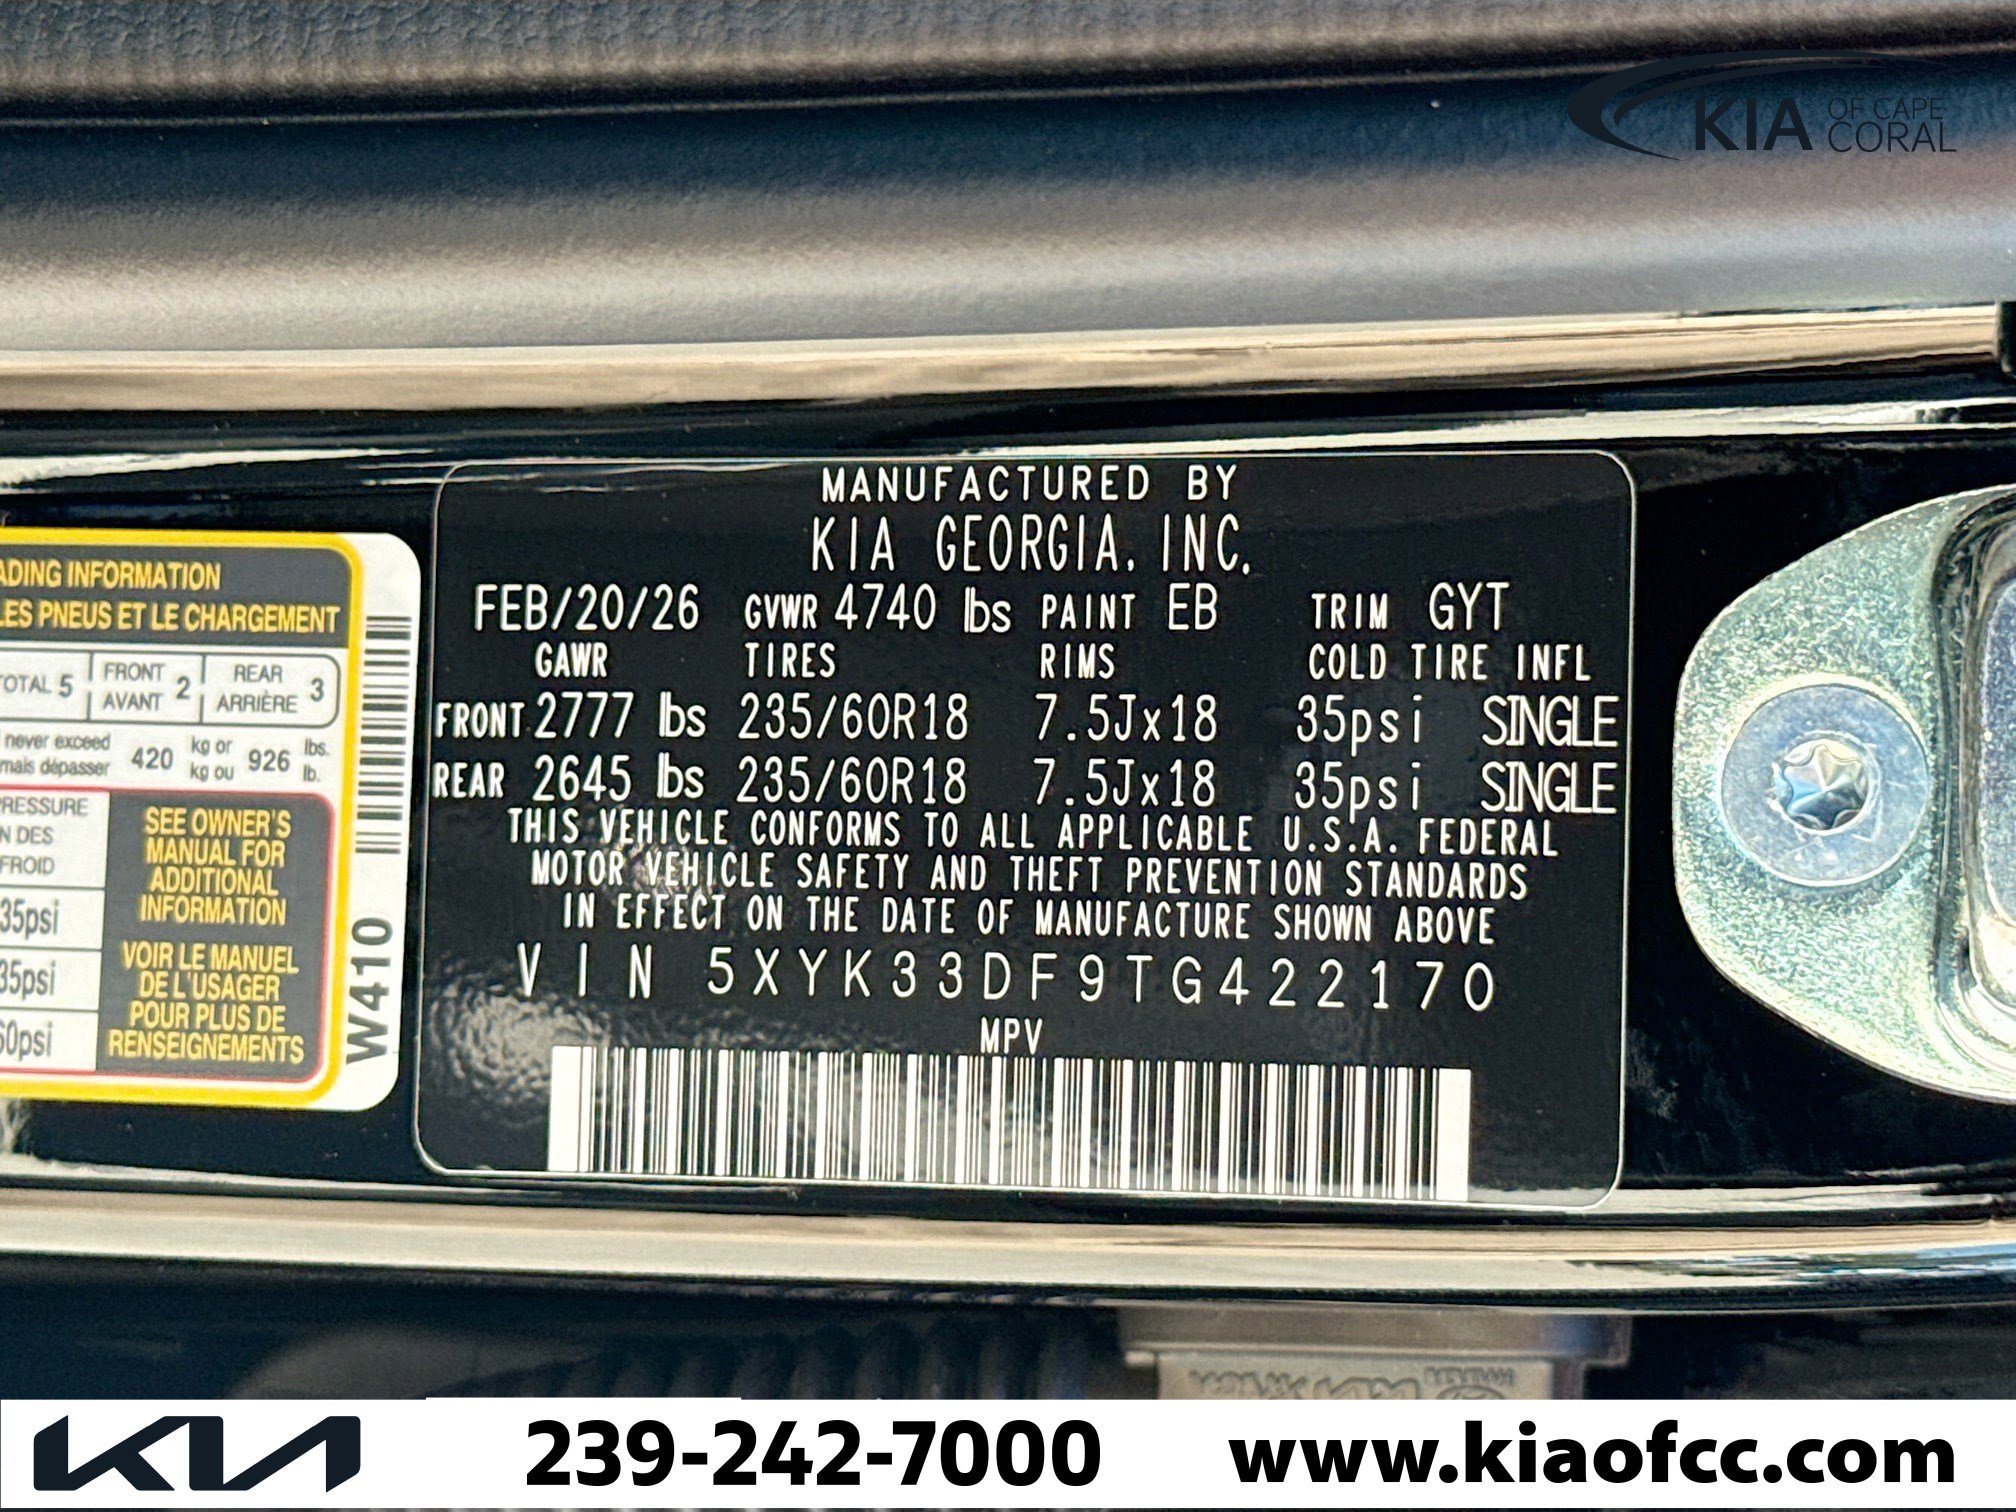 KIA OF CAPE CORAL
MANUFACTURED BY
KIA GEORGIA, INC.
FEB/20/26 GVWR 4740 lbs PAINT EB TRIM GYT
GAWR TIRES RIMS COLD TIRE INFL
FRONT 2777 lbs 235/60R18 7.5Jx18 35psi SINGLE
REAR 2645 lbs 235/60R18 7.5Jx18 35psi SINGLE
THIS VEHICLE CONFORMS TO ALL APPLICABLE U.S.A. FEDERAL
MOTOR VEHICLE SAFETY AND THEFT PREVENTION STANDARDS
IN EFFECT ON THE DATE OF MANUFACTURE SHOWN ABOVE
VIN 5XYK33DF9TG422170
MPV
ADING INFORMATION
LES PNEUS ET LE CHARGEMENT
TOTAL 5 FRONT AVANT 2 REAR ARRIÈRE 3
never exceed
mais dépasser 420 kg or kg ou 926 lbs. lb.
PRESSURE
N DES
FROID
35psi
35psi
60psi
SEE OWNER'S
MANUAL FOR
ADDITIONAL
INFORMATION
VOIR LE MANUEL
DE L'USAGER
POUR PLUS DE
RENSEIGNEMENTS
W410
KIA 239-242-7000 www.kiaofcc.com